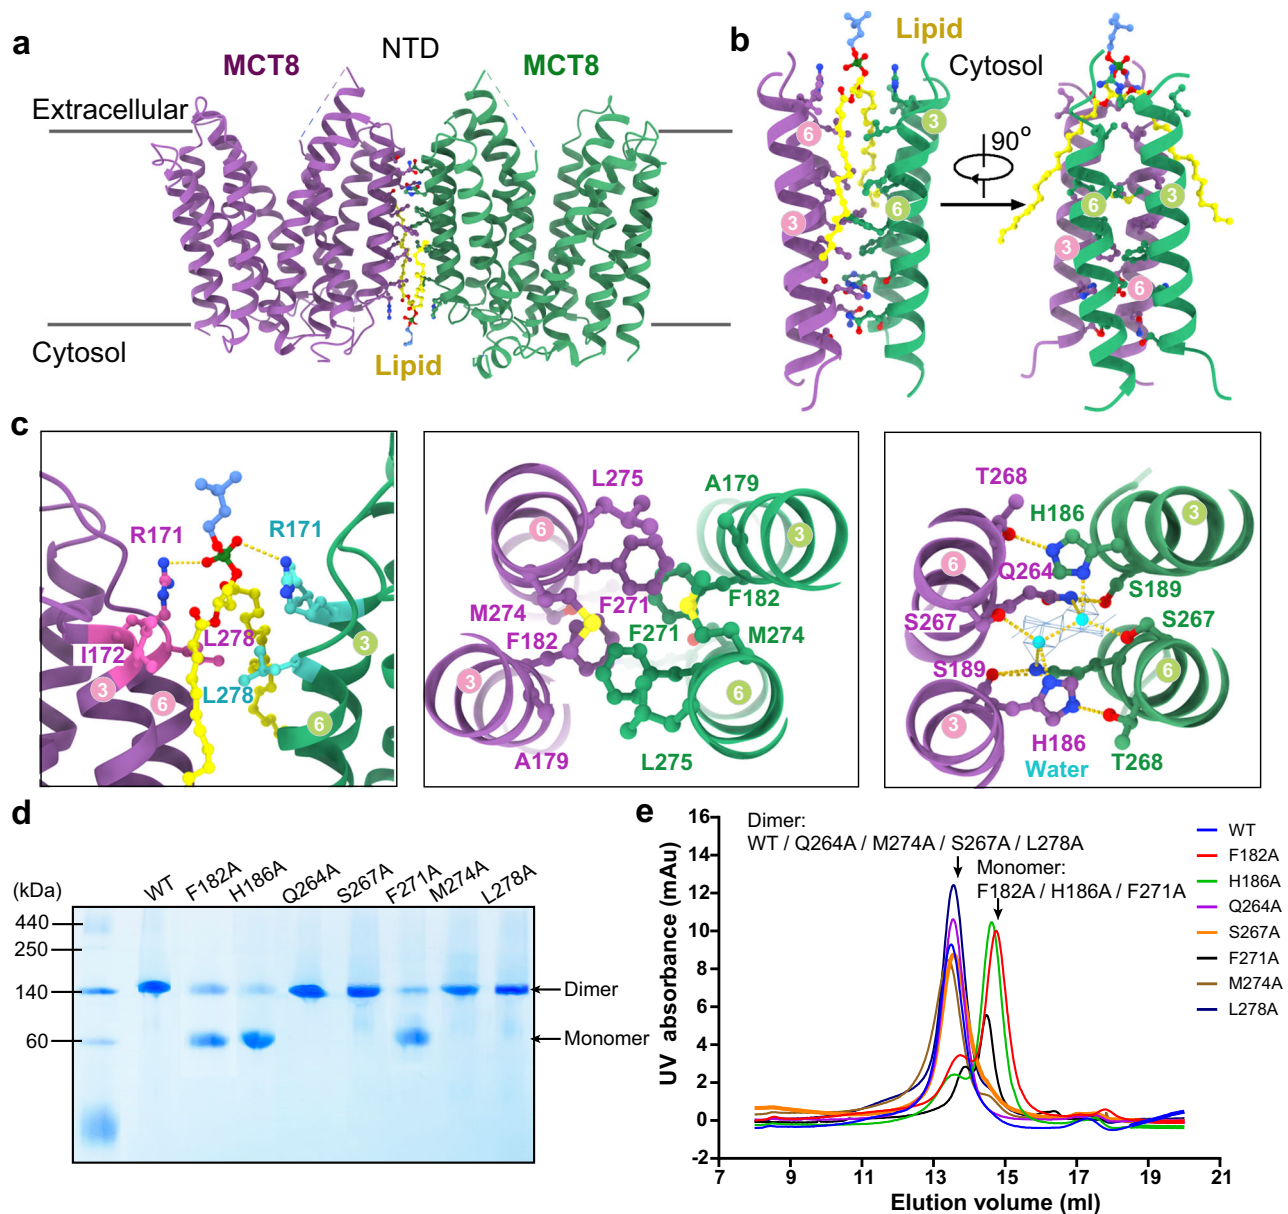 a
NTD
MCT8
MCT8
Extracellular
Cytosol
Lipid
b
Lipid
Cytosol
6
3
3
6
90°
6
3
3
6
c
R171
R171
I172
L278
L278
3
6
3
6
L275
A179
6
3
M274
F271
F182
F182
F271
M274
3
6
A179
L275
T268
H186
3
6
Q264
S189
S267
S267
S189
6
3
H186
T268
Water
d
(kDa)
WT
F182A
H186A
Q264A
S267A
F271A
M274A
L278A
440
250
140
60
Dimer
Monomer
e
Dimer:
WT / Q264A / M274A / S267A / L278A
Monomer:
F182A / H186A / F271A
UV absorbance (mAu)
16
14
12
10
8
6
4
2
0
-2
7
9
11
13
15
17
19
21
Elution volume (ml)
WT
F182A
H186A
Q264A
S267A
F271A
M274A
L278A